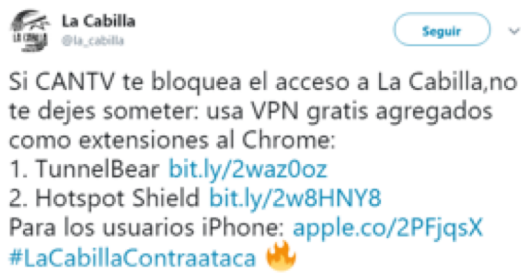 La Cabilla
@la_cabilla
Seguir
Si CANTV te bloquea el acceso a La Cabilla,no
te dejes someter: usa VPN gratis agregados
como extensiones al Chrome:
1. TunnelBear bit.ly/2waz0oz
2. Hotspot Shield bit.ly/2w8HNY8
Para los usuarios iPhone: apple.co/2PFjqsX
#LaCabillaContraataca 🔥